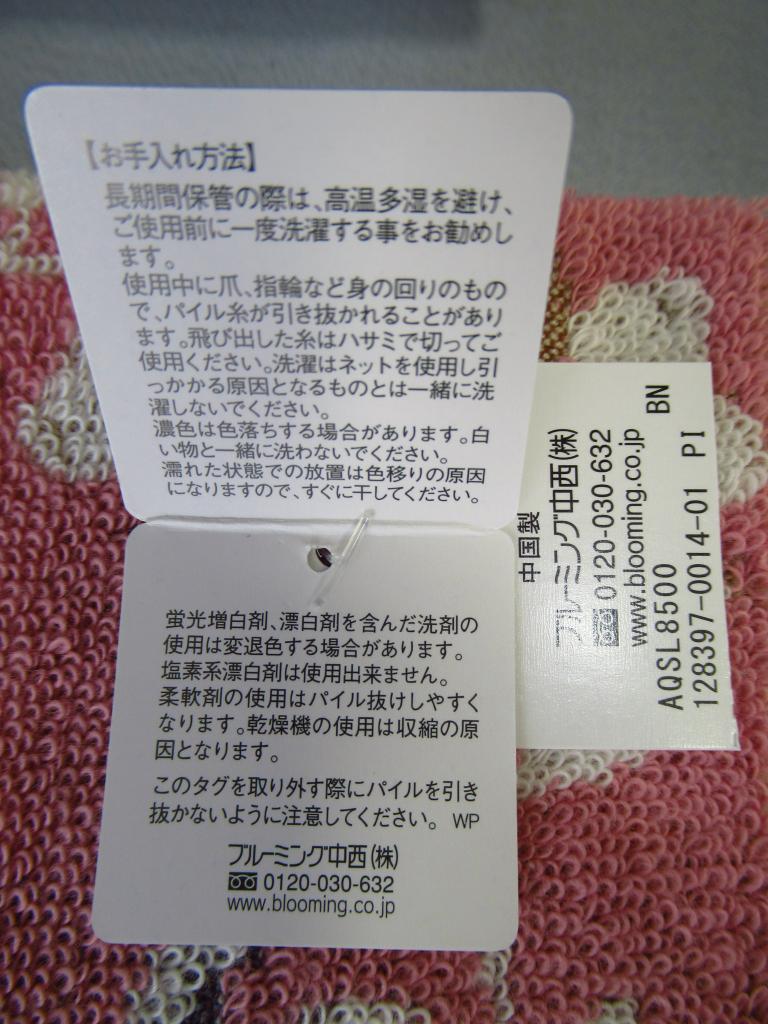 【お手入れ方法】
長期間保管の際は、高温多湿を避け、
ご使用前に一度洗濯する事をお勧めし
ます。
使用中に爪、指輪など身の回りのもの
で、パイル糸が引き抜かれることがあり
ます。飛び出した糸はハサミで切ってご
使用ください。洗濯はネットを使用し引
っかかる原因となるものとは一緒に洗
濯しないでください。
濃色は色落ちする場合があります。白
い物と一緒に洗わないでください。
濡れた状態での放置は色移りの原因
になりますので、すぐに干してください。
蛍光増白剤、漂白剤を含んだ洗剤の
使用は変退色する場合があります。
塩素系漂白剤は使用出来ません。
柔軟剤の使用はパイル抜けしやすく
なります。乾燥機の使用は収縮の原
因となります。
このタグを取り外す際にパイルを引き
抜かないように注意してください。 WP
ブルーミング中西(株)
0120-030-632
www.blooming.co.jp
中国製
ブルーミング中西(株)
0120-030-632
www.blooming.co.jp BN
AQSL8500
128397-0014-01 PI